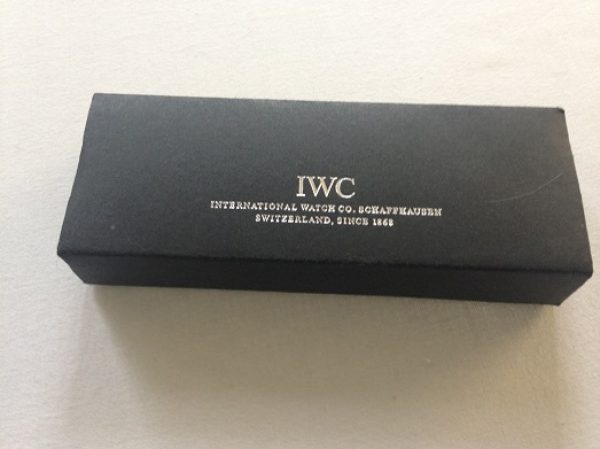 IWC
INTERNATIONAL WATCH CO. SCHAFFHAUSEN
SWITZERLAND, SINCE 1868